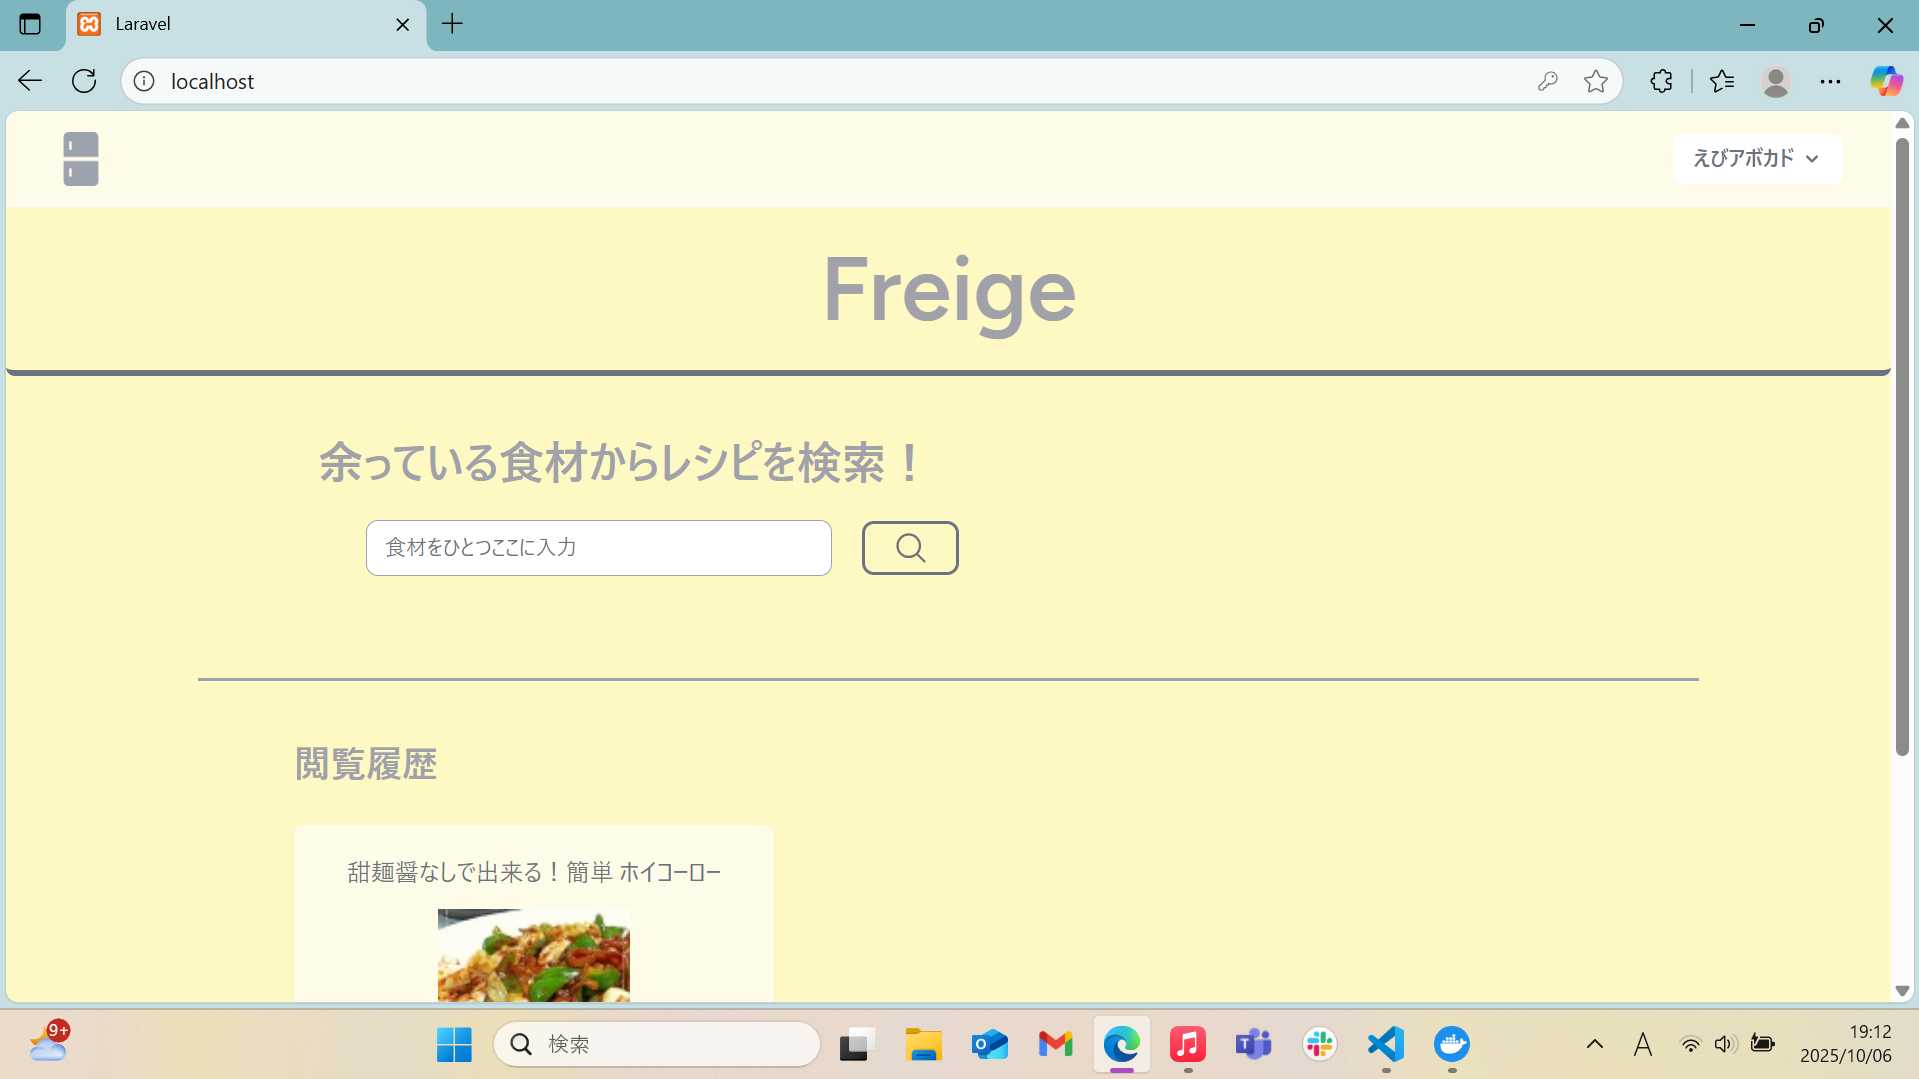 Laravel
localhost
えびアボカド
Freige
余っている食材からレシピを検索！
食材をひとつここに入力
閲覧履歴
甜麺醤なしで出来る！簡単 ホイコーロー
9+
検索
A
19:12
2025/10/06